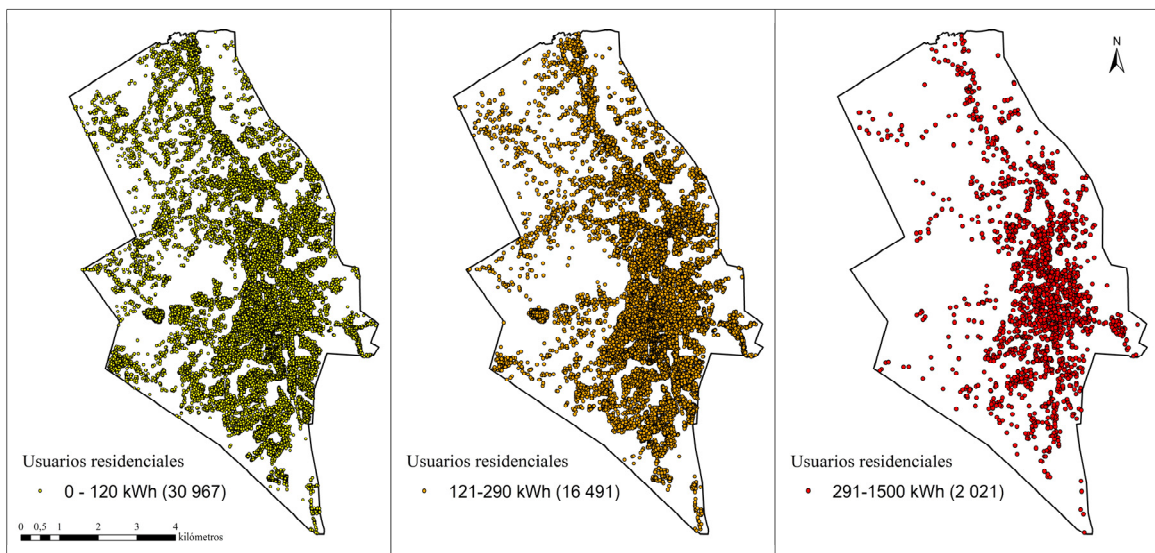 N
Usuarios residenciales
0 - 120 kWh (30 967)
0 0,5 1 2 3 4
kilómetros
Usuarios residenciales
121-290 kWh (16 491)
Usuarios residenciales
291-1500 kWh (2 021)